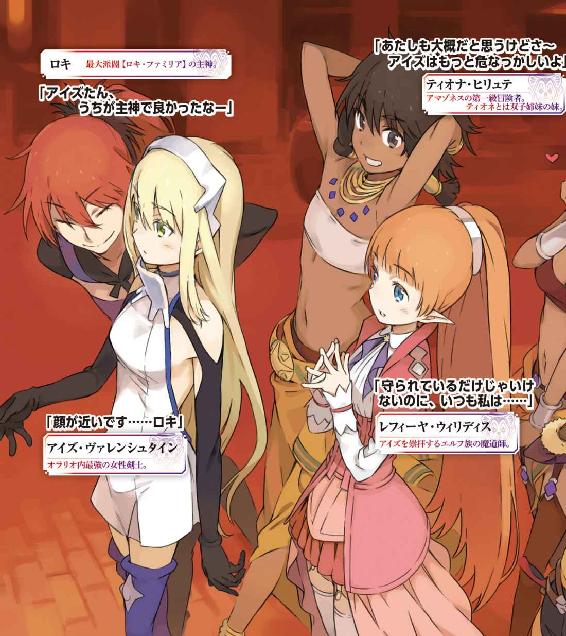 ロキ
最大派閥【ロキ・ファミリア】の主神。
「アイズたん、
うちが主神で良かったなー」
「あたしも大概だと思うけどさ〜
アイズはもっと危なっかしいよ」
ティオナ・ヒリュテ
アマゾネスの第一級冒険者。
ティオネとは双子姉妹の妹。
「顔が近いです……ロキ」
アイズ・ヴァレンシュタイン
オラリオ内最強の女性剣士。
「守られているだけじゃいけ
ないのに、いつも私は……」
レフィーヤ・ウィリディス
アイズを崇拝するエルフ族の魔道師。